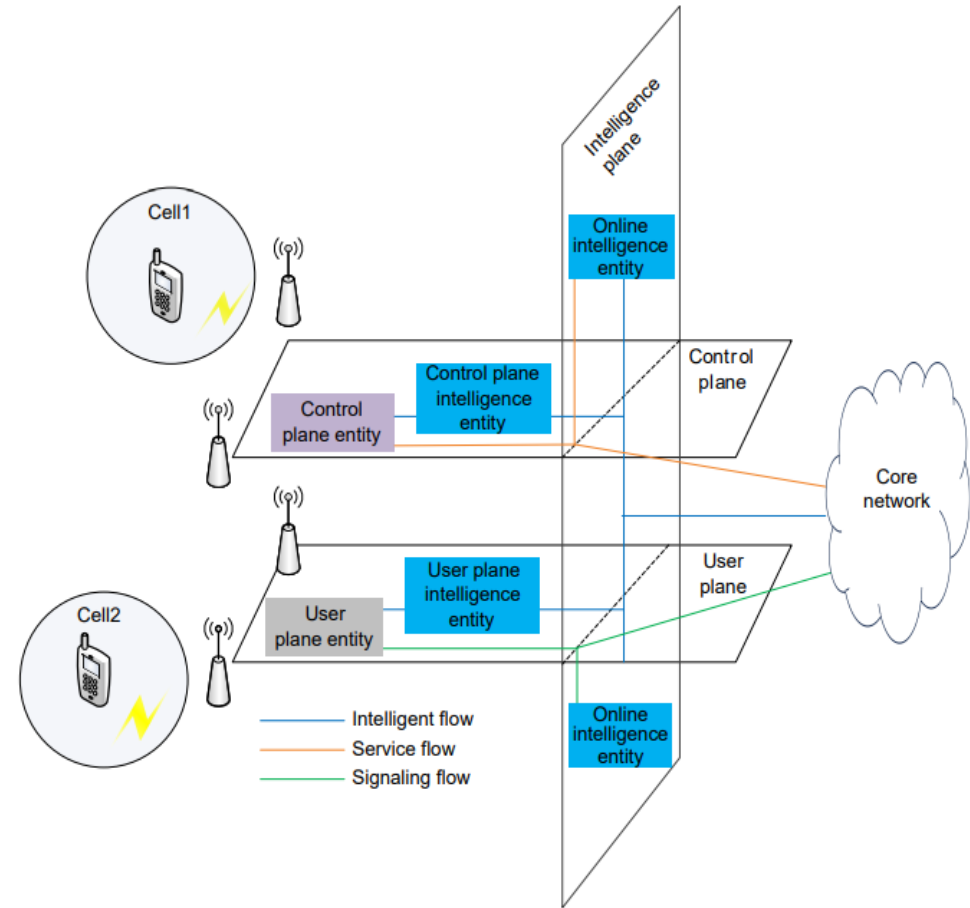 Intelligence
plane
Cell1
Online
intelligence
entity
Control
plane
Control plane
intelligence
entity
Control
plane entity
Core
network
User
plane
User plane
intelligence
entity
User
plane entity
Cell2
Online
intelligence
entity
Intelligent flow
Service flow
Signaling flow